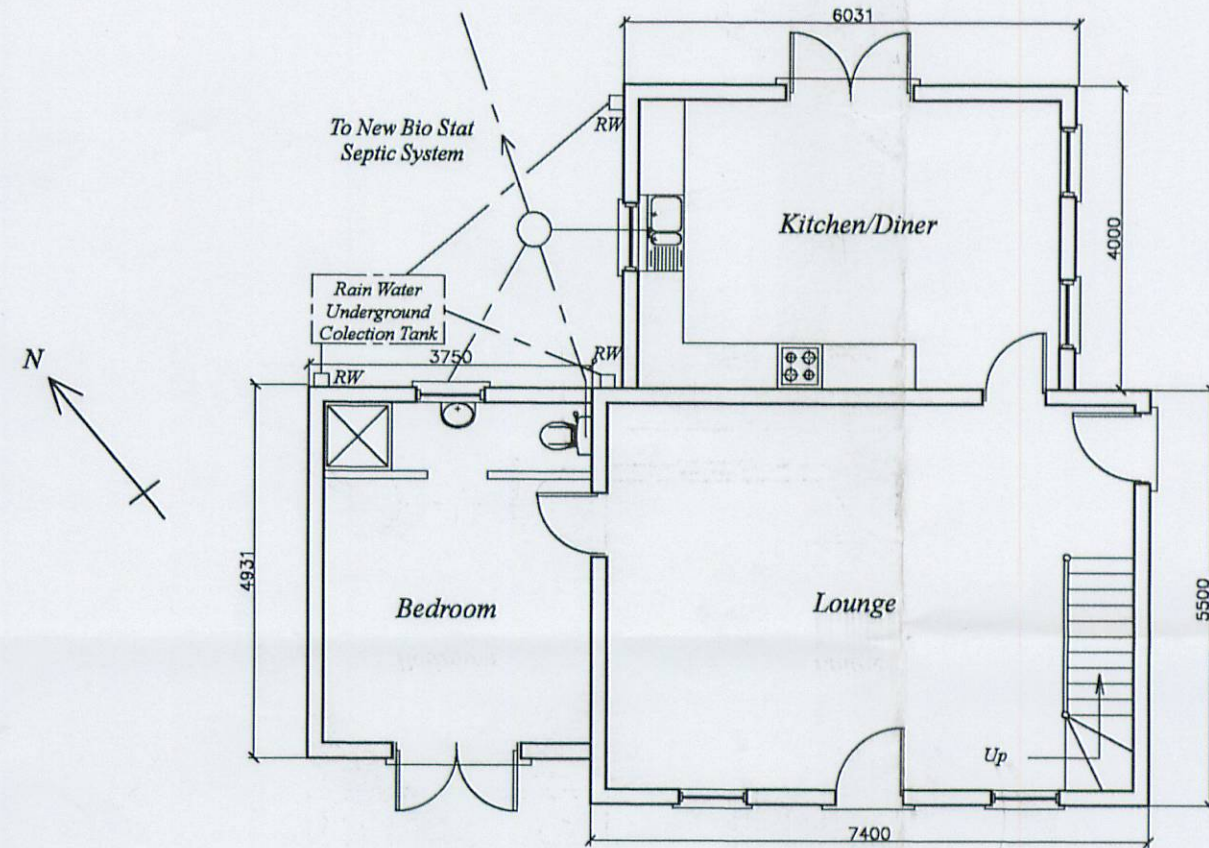 6031
To New Bio Stat
Septic System
RW
Kitchen/Diner
4000
Rain Water
Underground
Colection Tank
3750
RW
N
RW
4931
Bedroom
Lounge
5500
Up
7400